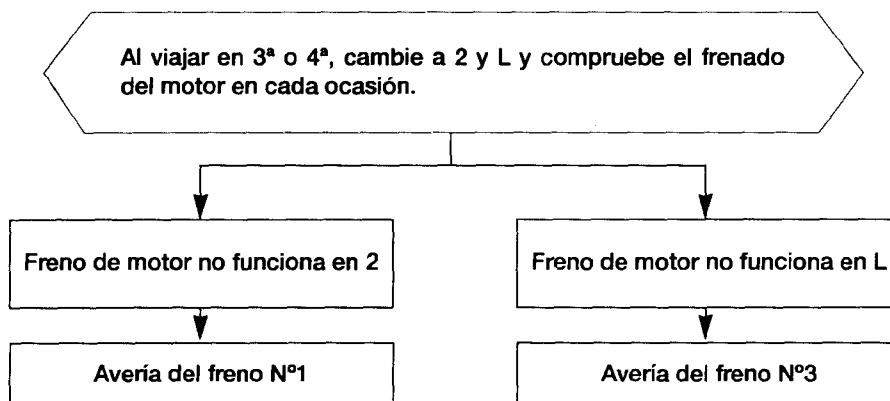 Al viajar en 3ª o 4ª, cambie a 2 y L y compruebe el frenado
del motor en cada ocasión.
Freno de motor no funciona en 2
Freno de motor no funciona en L
Avería del freno Nº1
Avería del freno Nº3